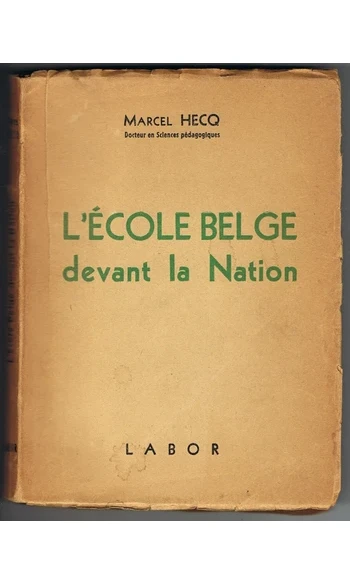 MARCEL HECQ
Docteur en Sciences pédagogiques
L'ÉCOLE BELGE
devant la Nation
LABOR